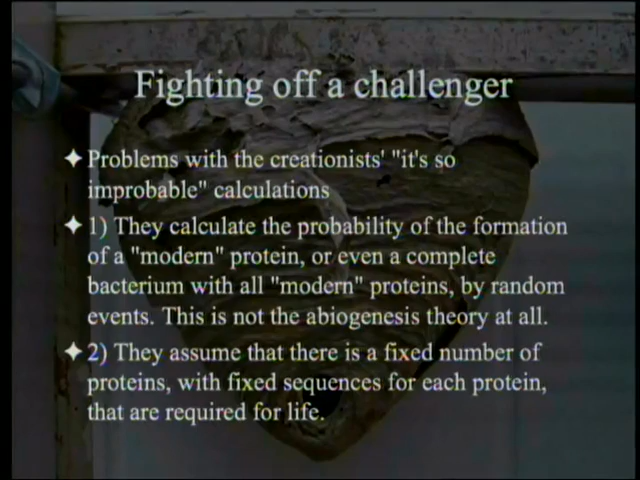 Fighting off a challenger
✦ Problems with the creationists' "it's so
improbable" calculations
✦ 1) They calculate the probability of the formation
of a "modern" protein, or even a complete
bacterium with all "modern" proteins, by random
events. This is not the abiogenesis theory at all.
✦ 2) They assume that there is a fixed number of
proteins, with fixed sequences for each protein,
that are required for life.